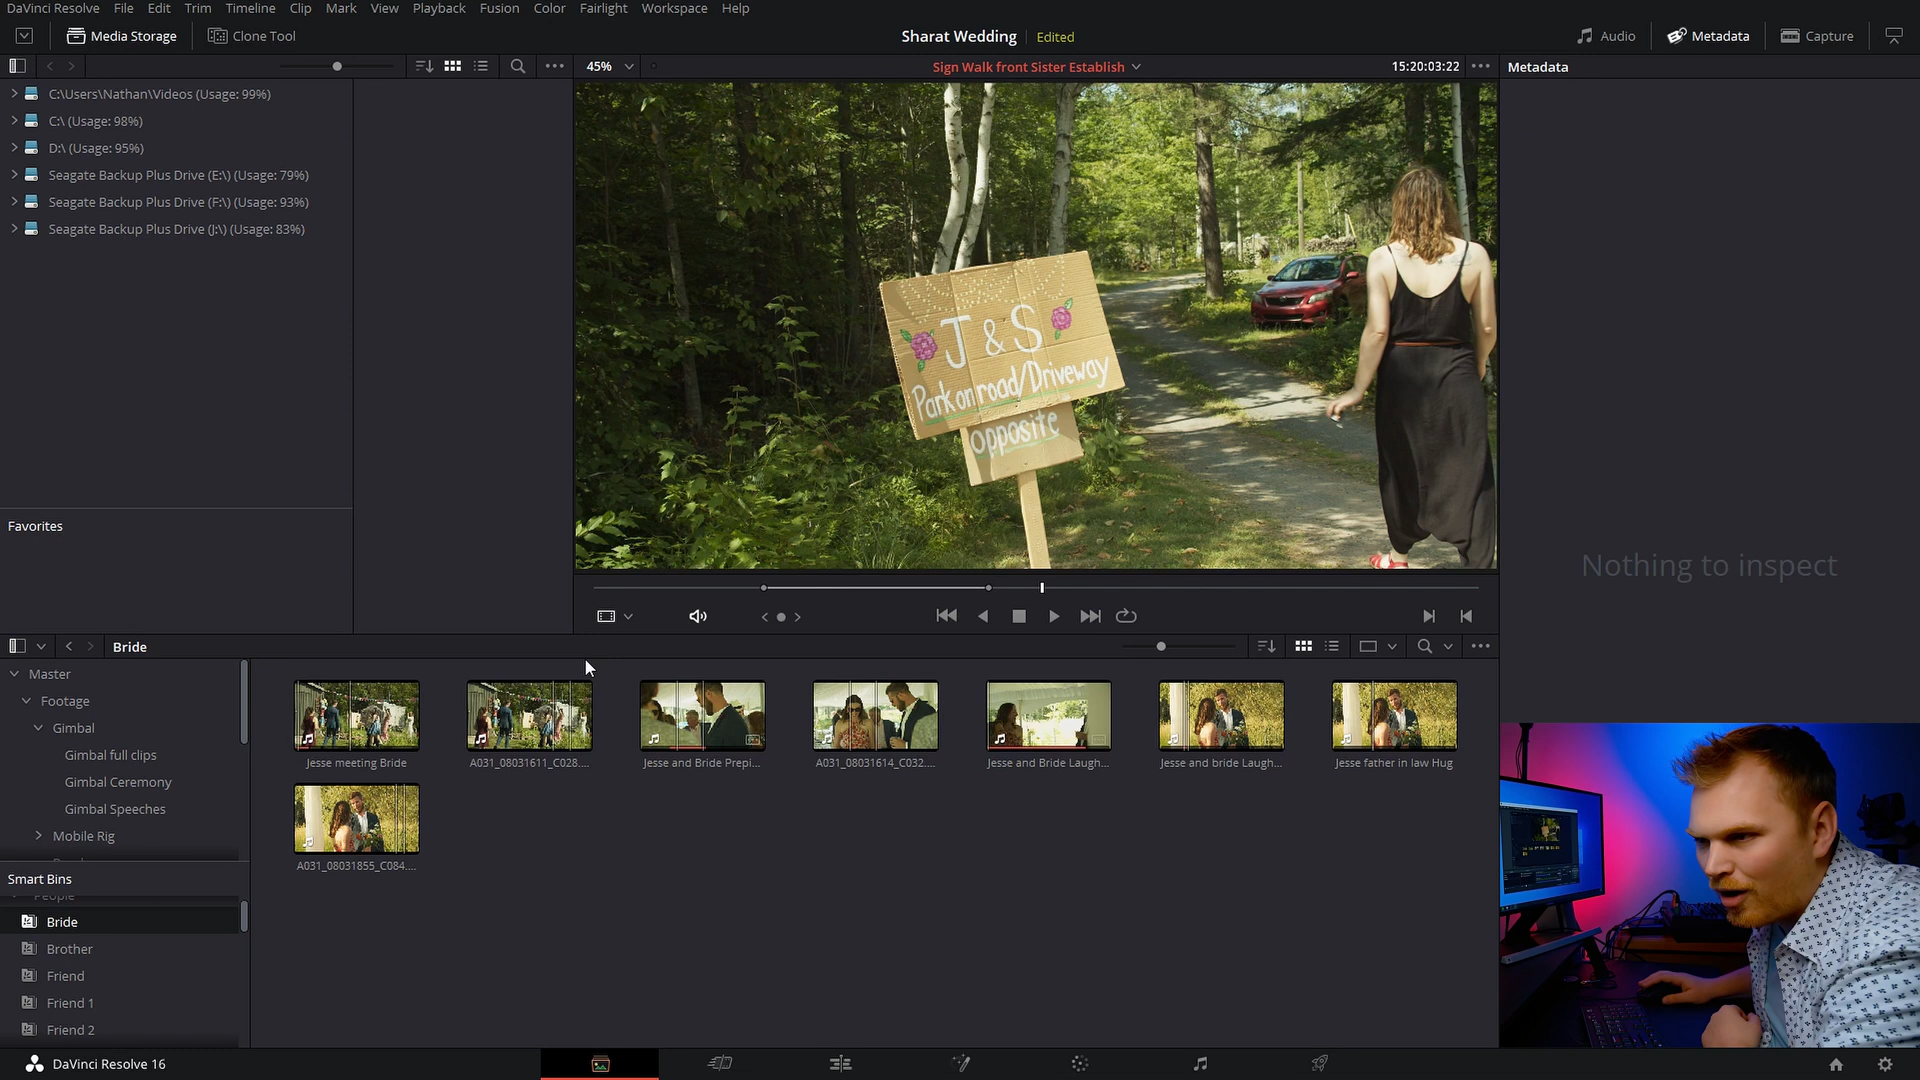 DaVinci Resolve File Edit Trim Timeline Clip Mark View Playback Fusion Color Fairlight Workspace Help
Media Storage Clone Tool Sharat Wedding Edited Audio Metadata Capture
45% Sign Walk front Sister Establish 15:20:03:22 Metadata
C:\Users\Nathan\Videos (Usage: 99%)
C:\ (Usage: 98%)
D:\ (Usage: 95%)
Seagate Backup Plus Drive (E:\) (Usage: 79%)
Seagate Backup Plus Drive (F:\) (Usage: 93%)
Seagate Backup Plus Drive (J:\) (Usage: 83%)
J & S
Park on road/Driveway
opposite
Favorites
Nothing to inspect
Bride
Master
Footage
Gimbal
Gimbal full clips
Gimbal Ceremony
Gimbal Speeches
Mobile Rig
Jesse meeting Bride A031_08031611_C028.... Jesse and Bride Prepi... A031_08031614_C032.... Jesse and Bride Laugh... Jesse and bride Laugh... Jesse father in law Hug
A031_08031855_C084....
Smart Bins
People
Bride
Brother
Friend
Friend 1
Friend 2
DaVinci Resolve 16